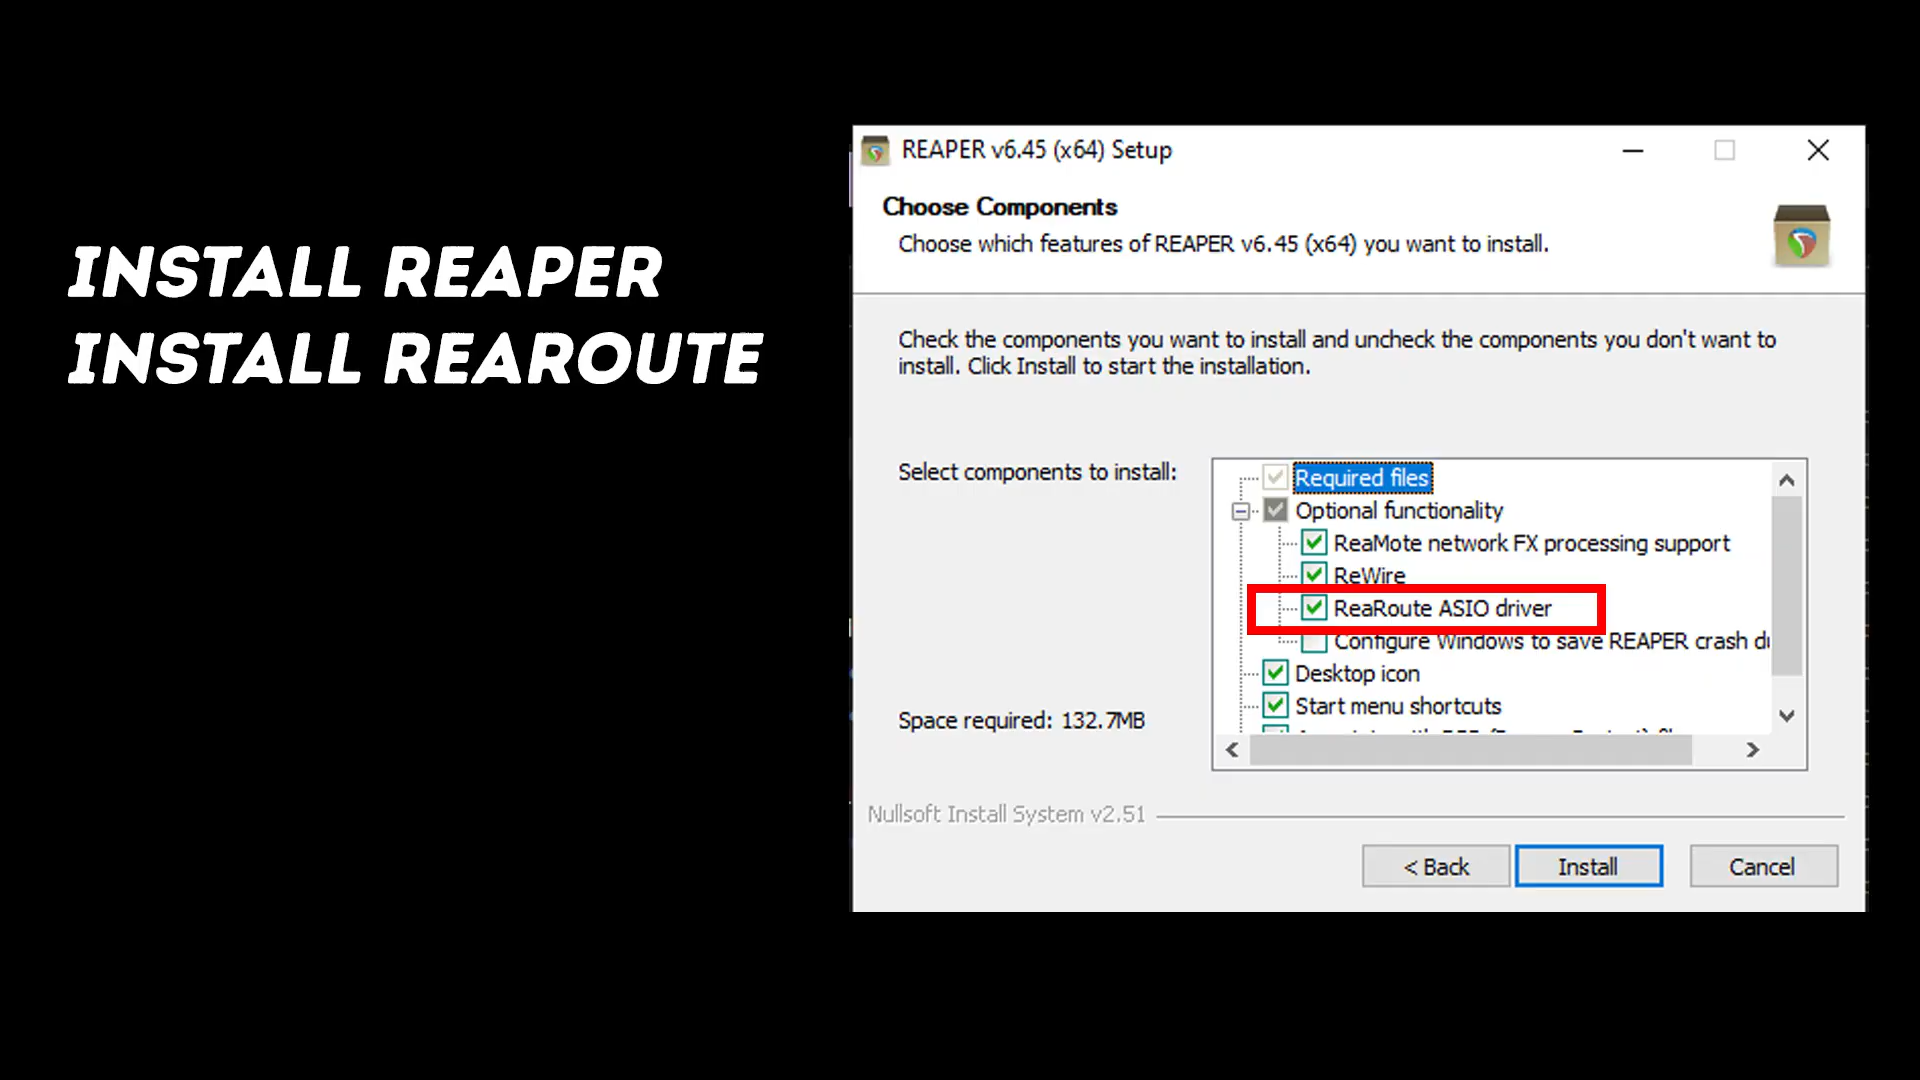 INSTALL REAPER
INSTALL REAROUTE
REAPER v6.45 (x64) Setup
Choose Components
Choose which features of REAPER v6.45 (x64) you want to install.
Check the components you want to install and uncheck the components you don't want to
install. Click Install to start the installation.
Select components to install:
Required files
Optional functionality
ReaMote network FX processing support
ReWire
ReaRoute ASIO driver
Configure Windows to save REAPER crash
Desktop icon
Start menu shortcuts
Space required: 132.7MB
Nullsoft Install System v2.51
< Back
Install
Cancel